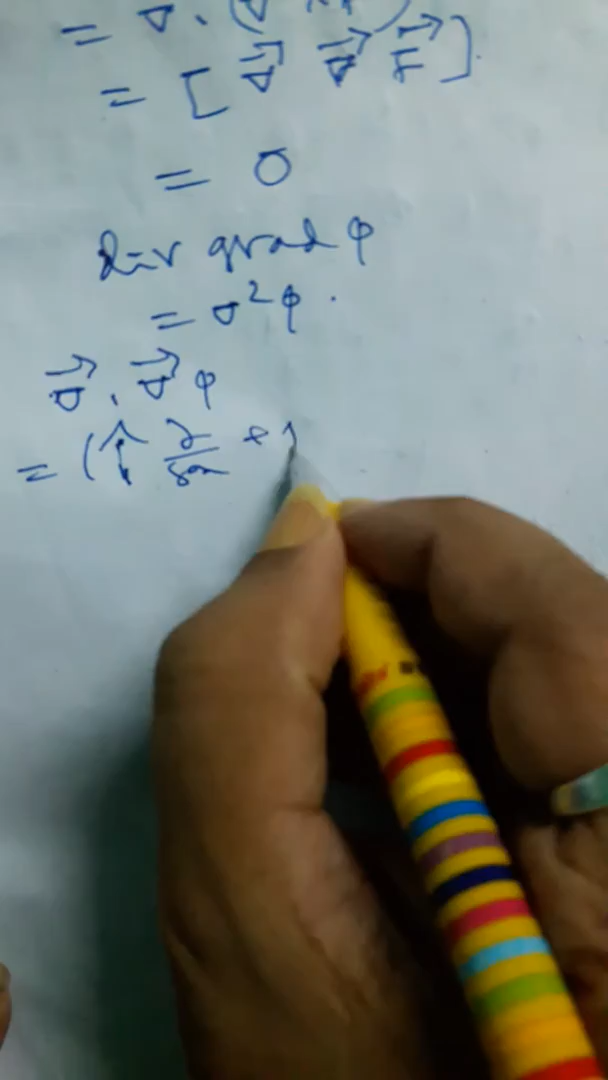 = ∇ . (∇
= [ ∇⃗ ∇⃗ F⃗ ]
= 0
div grad φ
= ∇²φ .
∇⃗ . ∇⃗ φ
= ( î ∂/∂x +